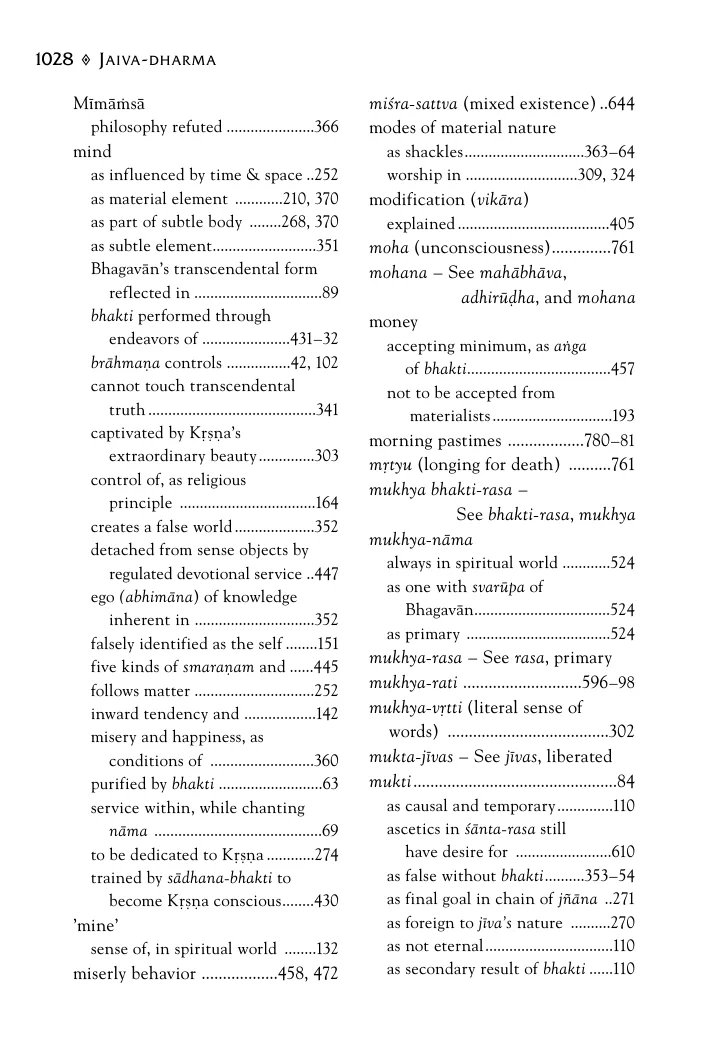 1028 ◈ JAIVA-DHARMA
Mīmāṁsā
philosophy refuted ......................366
mind
as influenced by time & space ..252
as material element ............210, 370
as part of subtle body ........268, 370
as subtle element..........................351
Bhagavān's transcendental form
reflected in ................................89
bhakti performed through
endeavors of ......................431–32
brāhmaṇa controls ................42, 102
cannot touch transcendental
truth ..........................................341
captivated by Kṛṣṇa's
extraordinary beauty..............303
control of, as religious
principle ..................................164
creates a false world....................352
detached from sense objects by
regulated devotional service ..447
ego (abhimāna) of knowledge
inherent in ..............................352
falsely identified as the self ........151
five kinds of smaraṇam and ......445
follows matter ..............................252
inward tendency and ..................142
misery and happiness, as
conditions of ..........................360
purified by bhakti ..........................63
service within, while chanting
nāma ..........................................69
to be dedicated to Kṛṣṇa ............274
trained by sādhana-bhakti to
become Kṛṣṇa conscious........430
'mine'
sense of, in spiritual world ........132
miserly behavior ..................458, 472
miśra-sattva (mixed existence) ..644
modes of material nature
as shackles..............................363–64
worship in ............................309, 324
modification (vikāra)
explained......................................405
moha (unconsciousness)..............761
mohana – See mahābhāva,
adhirūḍha, and mohana
money
accepting minimum, as aṅga
of bhakti....................................457
not to be accepted from
materialists..............................193
morning pastimes ..................780–81
mṛtyu (longing for death) ..........761
mukhya bhakti-rasa –
See bhakti-rasa, mukhya
mukhya-nāma
always in spiritual world ............524
as one with svarūpa of
Bhagavān..................................524
as primary ....................................524
mukhya-rasa – See rasa, primary
mukhya-rati ............................596–98
mukhya-vṛtti (literal sense of
words) ......................................302
mukta-jīvas – See jīvas, liberated
mukti................................................84
as causal and temporary..............110
ascetics in śānta-rasa still
have desire for ........................610
as false without bhakti..........353–54
as final goal in chain of jñāna ..271
as foreign to jīva's nature ..........270
as not eternal................................110
as secondary result of bhakti ......110